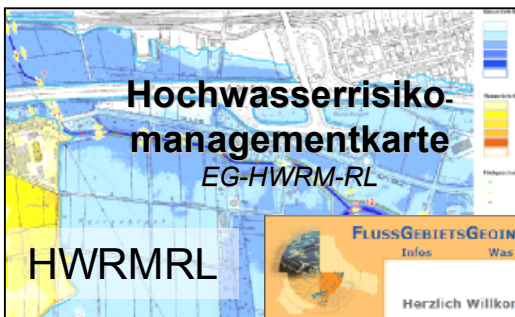 Hochwasserrisiko-
managementkarte
EG-HWRM-RL
HWRMRL
FLUSSGEBIETSGEOIN
Infos Was
Herzlich Willkom